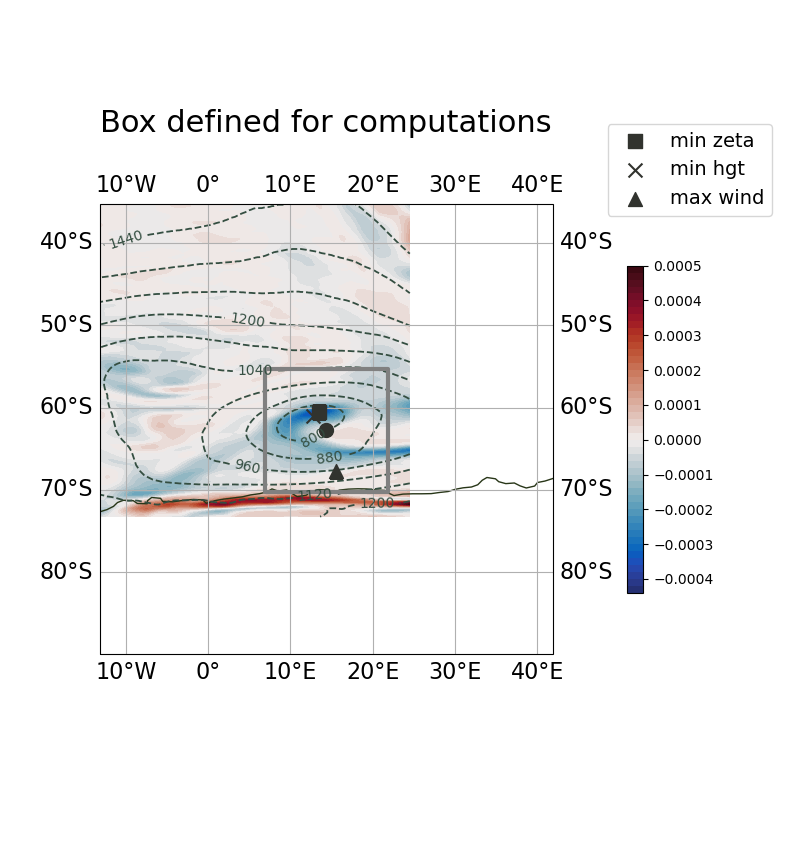 Box defined for computations
min zeta
min hgt
max wind
10°W 0° 10°E 20°E 30°E 40°E
40°S 40°S
1440
0.0005
0.0004
50°S 50°S
1200
0.0003
1040
0.0002
60°S 60°S
0.0001
800
0.0000
880
960
−0.0001
70°S 70°S
1120
1200
−0.0002
−0.0003
80°S 80°S
−0.0004
10°W 0° 10°E 20°E 30°E 40°E